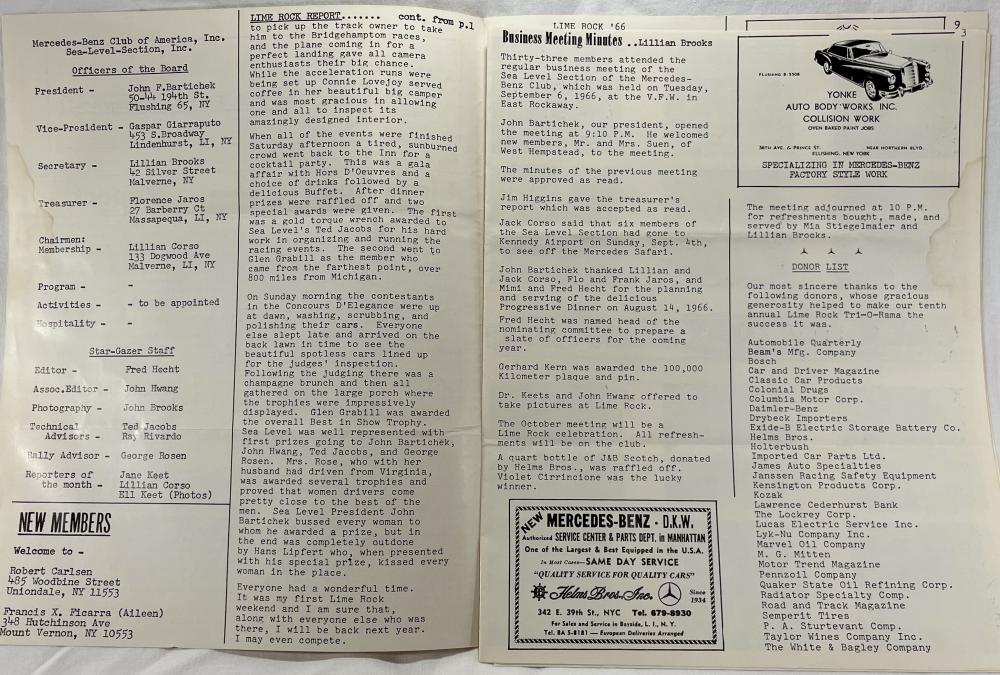 Mercedes-Benz Club of America, Inc.
Sea-Level-Section, Inc.
Officers of the Board
President - John F.Bartichek
50-44 194th St.
Flushing 65, NY
Vice-President - Gaspar Giarraputo
453 S.Broadway
Lindenhurst, LI, NY
Secretary - Lillian Brooks
42 Silver Street
Malverne, NY
Treasurer - Florence Jaros
27 Barberry Ct
Massapequa, LI, NY
Chairmen:
Membership - Lillian Corso
133 Dogwood Ave
Malverne, LI, NY
Program - -
Activities - - to be appointed
Hospitality - -
Star-Gazer Staff
Editor - Fred Hecht
Assoc.Editor - John Hwang
Photography - John Brooks
Technical Ted Jacobs
Advisors - Ray Rivardo
Rally Advisor - George Rosen
Reporters of Jane Keet
the month - Lillian Corso
Ell Keet (Photos)
NEW MEMBERS
Welcome to -
Robert Carlsen
485 Woodbine Street
Uniondale, NY 11553
Francis X. Ficarra (Aileen)
348 Hutchinson Ave
Mount Vernon, NY 10553
LIME ROCK REPORT....... cont. from p.1
to pick up the track owner to take
him to the Bridgehampton races,
and the plane coming in for a
perfect landing gave all camera
enthusiasts their big chance.
While the acceleration runs were
being set up Connie Lovejoy served
coffee in her beautiful big camper
and was most gracious in allowing
one and all to inspect its
amazingly designed interior.
When all of the events were finished
Saturday afternoon a tired, sunburned
crowd went back to the Inn for a
cocktail party. This was a gala
affair with Hors D'Oeuvres and a
choice of drinks followed by a
delicious Buffet. After dinner
prizes were raffled off and two
special awards were given. The first
was a gold torque wrench awarded to
Sea Level's Ted Jacobs for his hard
work in organizing and running the
racing events. The second went to
Glen Grabill as the member who
came from the farthest point, over
800 miles from Michigan.
On Sunday morning the contestants
in the Concours D'Elegance were up
at dawn, washing, scrubbing, and
polishing their cars. Everyone
else slept late and arrived on the
back lawn in time to see the
beautiful spotless cars lined up
for the judges' inspection.
Following the judging there was a
champagne brunch and then all
gathered on the large porch where
the trophies were impressively
displayed. Glen Grabill was awarded
the overall Best in Show Trophy.
Sea Level was well represented with
first prizes going to John Bartichek,
John Hwang, Ted Jacobs, and George
Rosen. Mrs. Rose, who with her
husband had driven from Virginia,
was awarded several trophies and
proved that women drivers come
pretty close to the best of the
men. Sea Level President John
Bartichek bussed every woman to
whom he awarded a prize, but in
the end was completely outdone
by Hans Lipfert who, when presented
with his special prize, kissed every
woman in the place.
Everyone had a wonderful time.
It was my first Lime Rock
weekend and I am sure that,
along with everyone else who was
there, I will be back next year.
I may even compete.
LIME ROCK '66
Business Meeting Minutes ..Lillian Brooks
Thirty-three members attended the
regular business meeting of the
Sea Level Section of the Mercedes-
Benz Club, which was held on Tuesday,
September 6, 1966, at the V.F.W. in
East Rockaway.
John Bartichek, our president, opened
the meeting at 9:10 P.M. He welcomed
new members, Mr. and Mrs. Suen, of
West Hempstead, to the meeting.
The minutes of the previous meeting
were approved as read.
Jim Higgins gave the treasurer's
report which was accepted as read.
Jack Corso said that six members of
the Sea Level Section had gone to
Kennedy Airport on Sunday, Sept. 4th,
to see off the Mercedes Safari.
John Bartichek thanked Lillian and
Jack Corso, Flo and Frank Jaros, and
Mimi and Fred Hecht for the planning
and serving of the delicious
Progressive Dinner on August 14, 1966.
Fred Hecht was named head of the
nominating committee to prepare a
slate of officers for the coming
year.
Gerhard Kern was awarded the 100,000
Kilometer plaque and pin.
Dr. Keets and John Hwang offered to
take pictures at Lime Rock.
The October meeting will be a
Lime Rock celebration. All refresh-
ments will be on the club.
A quart bottle of J&B Scotch, donated
by Helms Bros., was raffled off.
Violet Cirrincione was the lucky
winner.
NEW MERCEDES-BENZ · D.K.W.
Authorized SERVICE CENTER & PARTS DEPT. in MANHATTAN
One of the Largest & Best Equipped in the U.S.A.
In Most Cases— SAME DAY SERVICE
"QUALITY SERVICE FOR QUALITY CARS"
Helms Bros., Inc. Since 1934
342 E. 39th St., NYC Tel. 679-8930
For Sales and Service in Bayside, L. I., N. Y.
Tel. BA 5-8181 — European Deliveries Arranged
9
3
FLUSHING 8-5508
YONKE
AUTO BODY WORKS, INC.
COLLISION WORK
OVEN BAKED PAINT JOBS
38TH AVE. & PRINCE ST. NEAR NORTHERN BLVD.
FLUSHING, NEW YORK
SPECIALIZING IN MERCEDES-BENZ
FACTORY STYLE WORK
The meeting adjourned at 10 P.M.
for refreshments bought, made, and
served by Mia Stiegelmaier and
Lillian Brooks.
DONOR LIST
Our most sincere thanks to the
following donors, whose gracious
generosity helped to make our tenth
annual Lime Rock Tri-O-Rama the
success it was.
Automobile Quarterly
Beam's Mfg. Company
Bosch
Car and Driver Magazine
Classic Car Products
Colonial Drugs
Columbia Motor Corp.
Daimler-Benz
Drybeck Importers
Exide-B Electric Storage Battery Co.
Helms Bros.
Holterbush
Imported Car Parts Ltd.
James Auto Specialties
Janssen Racing Safety Equipment
Kensington Products Corp.
Kozak
Lawrence Cederhurst Bank
The Lockrey Corp.
Lucas Electric Service Inc.
Lyk-Nu Company Inc.
Marvel Oil Company
M. G. Mitten
Motor Trend Magazine
Pennzoil Company
Quaker State Oil Refining Corp.
Radiator Specialty Corp.
Road and Track Magazine
Semperit Tires
P. A. Sturtevant Comp.
Taylor Wines Company Inc.
The White & Bagley Company